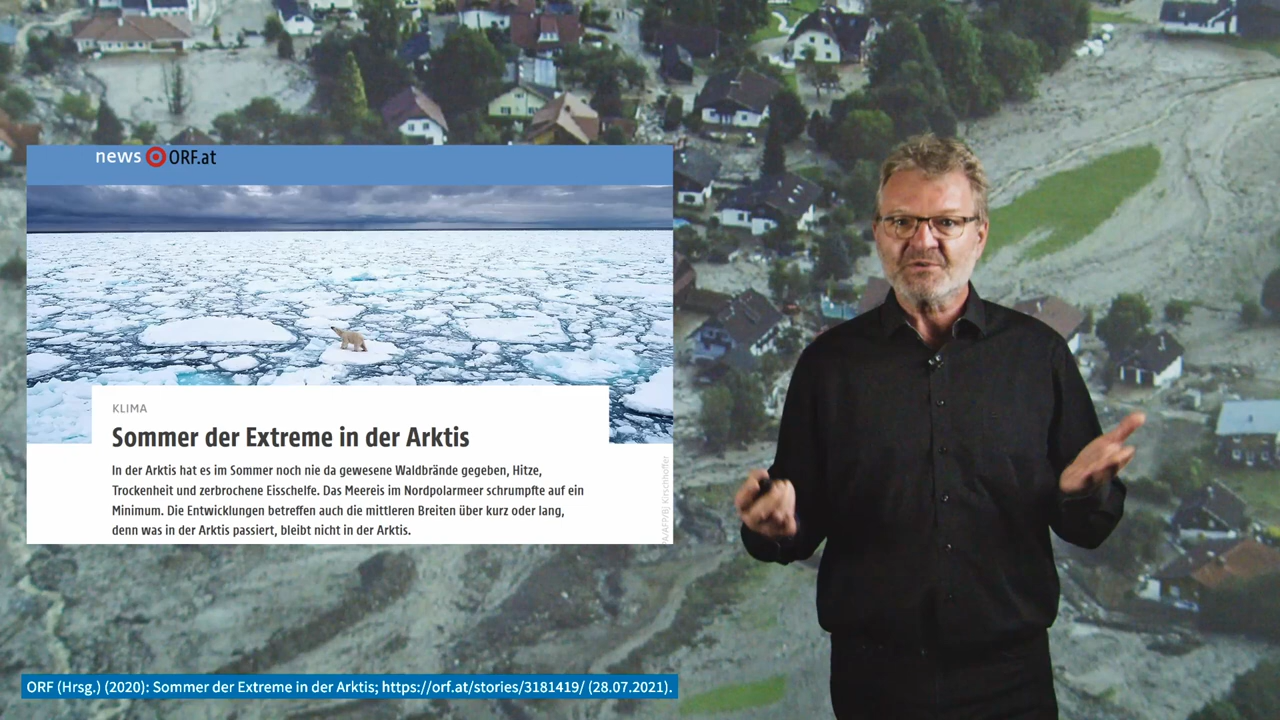 news ORF.at
KLIMA
Sommer der Extreme in der Arktis
In der Arktis hat es im Sommer noch nie da gewesene Waldbrände gegeben, Hitze,
Trockenheit und zerbrochene Eisschelfe. Das Meereis im Nordpolarmeer schrumpfte auf ein
Minimum. Die Entwicklungen betreffen auch die mittleren Breiten über kurz oder lang,
denn was in der Arktis passiert, bleibt nicht in der Arktis.
ORF (Hrsg.) (2020): Sommer der Extreme in der Arktis; https://orf.at/stories/3181419/ (28.07.2021).